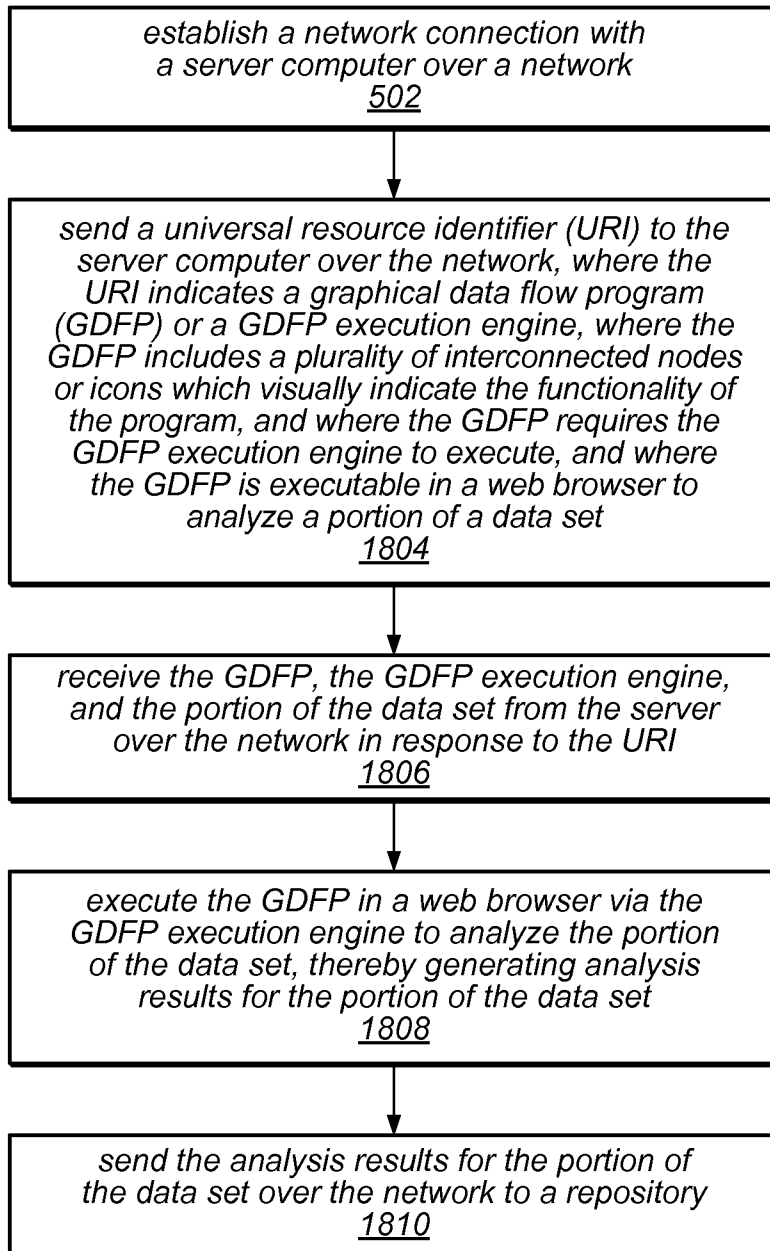 establish a network connection with
a server computer over a network
502
send a universal resource identifier (URI) to the
server computer over the network, where the
URI indicates a graphical data flow program
(GDFP) or a GDFP execution engine, where the
GDFP includes a plurality of interconnected nodes
or icons which visually indicate the functionality of
the program, and where the GDFP requires the
GDFP execution engine to execute, and where
the GDFP is executable in a web browser to
analyze a portion of a data set
1804
receive the GDFP, the GDFP execution engine,
and the portion of the data set from the server
over the network in response to the URI
1806
execute the GDFP in a web browser via the
GDFP execution engine to analyze the portion
of the data set, thereby generating analysis
results for the portion of the data set
1808
send the analysis results for the portion of
the data set over the network to a repository
1810